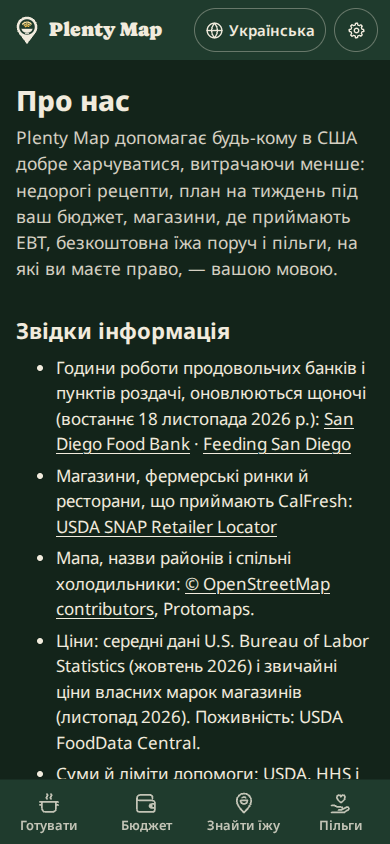 Plenty Map
Українська
Про нас
Plenty Map допомагає будь-кому в США
добре харчуватися, витрачаючи менше:
недорогі рецепти, план на тиждень під
ваш бюджет, магазини, де приймають
EBT, безкоштовна їжа поруч і пільги, на
які ви маєте право, — вашою мовою.
Звідки інформація
• Години роботи продовольчих банків і
пунктів роздачі, оновлюються щоночі
(востаннє 18 листопада 2026 р.): San
Diego Food Bank · Feeding San Diego
• Магазини, фермерські ринки й
ресторани, що приймають CalFresh:
USDA SNAP Retailer Locator
• Мапа, назви районів і спільні
холодильники: © OpenStreetMap
contributors, Protomaps.
• Ціни: середні дані U.S. Bureau of Labor
Statistics (жовтень 2026) і звичайні
ціни власних марок магазинів
(листопад 2026). Поживність: USDA
FoodData Central.
• Суми й ліміти допомоги: USDA, HHS і
Готувати
Бюджет
Знайти їжу
Пільги